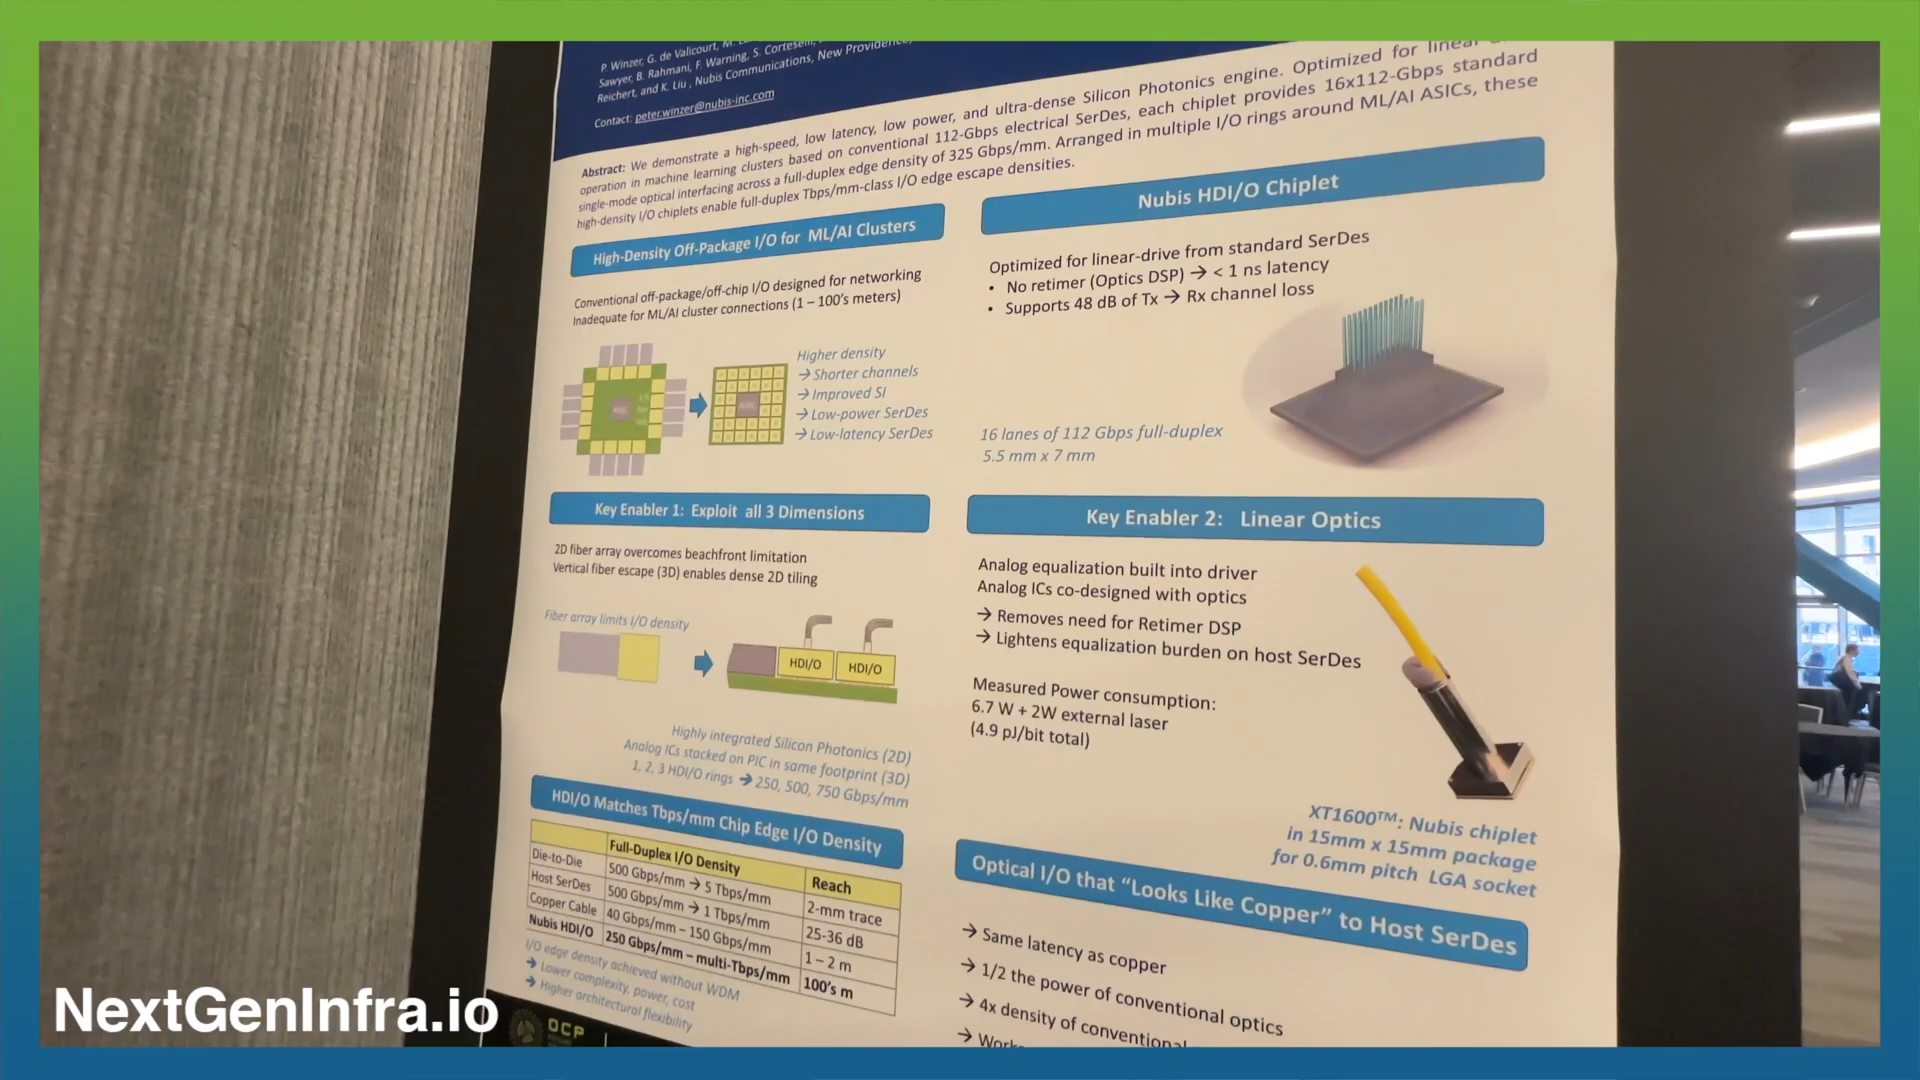 P. Winzer, G. de Valicourt, M.
Sawyer, B. Rahmani, F. Warning, S. Corteselli,
Reichert, and K. Liu , Nubis Communications, New Providence,
Contact: peter.winzer@nubis-inc.com
Abstract: We demonstrate a high-speed, low latency, low power, and ultra-dense Silicon Photonics engine. Optimized for linear
operation in machine learning clusters based on conventional 112-Gbps electrical SerDes, each chiplet provides 16x112-Gbps standard
single-mode optical interfacing across a full-duplex edge density of 325 Gbps/mm. Arranged in multiple I/O rings around ML/AI ASICs, these
high-density I/O chiplets enable full-duplex Tbps/mm-class I/O edge escape densities.
High-Density Off-Package I/O for ML/AI Clusters
Conventional off-package/off-chip I/O designed for networking
Inadequate for ML/AI cluster connections (1 – 100's meters)
Higher density
→ Shorter channels
→ Improved SI
→ Low-power SerDes
→ Low-latency SerDes
Key Enabler 1: Exploit all 3 Dimensions
2D fiber array overcomes beachfront limitation
Vertical fiber escape (3D) enables dense 2D tiling
Fiber array limits I/O density
HDI/O HDI/O
Highly integrated Silicon Photonics (2D)
Analog ICs stacked on PIC in same footprint (3D)
1, 2, 3 HDI/O rings → 250, 500, 750 Gbps/mm
HDI/O Matches Tbps/mm Chip Edge I/O Density
Full-Duplex I/O Density Reach
Die-to-Die 500 Gbps/mm → 5 Tbps/mm 2-mm trace
Host SerDes 500 Gbps/mm → 1 Tbps/mm 25-36 dB
Copper Cable 40 Gbps/mm – 150 Gbps/mm 1 – 2 m
Nubis HDI/O 250 Gbps/mm – multi-Tbps/mm 100's m
I/O edge density achieved without WDM
→ Lower complexity, power, cost
→ Higher architectural flexibility
OCP
Nubis HDI/O Chiplet
Optimized for linear-drive from standard SerDes
• No retimer (Optics DSP) → < 1 ns latency
• Supports 48 dB of Tx → Rx channel loss
16 lanes of 112 Gbps full-duplex
5.5 mm x 7 mm
Key Enabler 2: Linear Optics
Analog equalization built into driver
Analog ICs co-designed with optics
→ Removes need for Retimer DSP
→ Lightens equalization burden on host SerDes
Measured Power consumption:
6.7 W + 2W external laser
(4.9 pJ/bit total)
XT1600™: Nubis chiplet
in 15mm x 15mm package
for 0.6mm pitch LGA socket
Optical I/O that “Looks Like Copper” to Host SerDes
→ Same latency as copper
→ 1/2 the power of conventional optics
→ 4x density of conventional
NextGenInfra.io